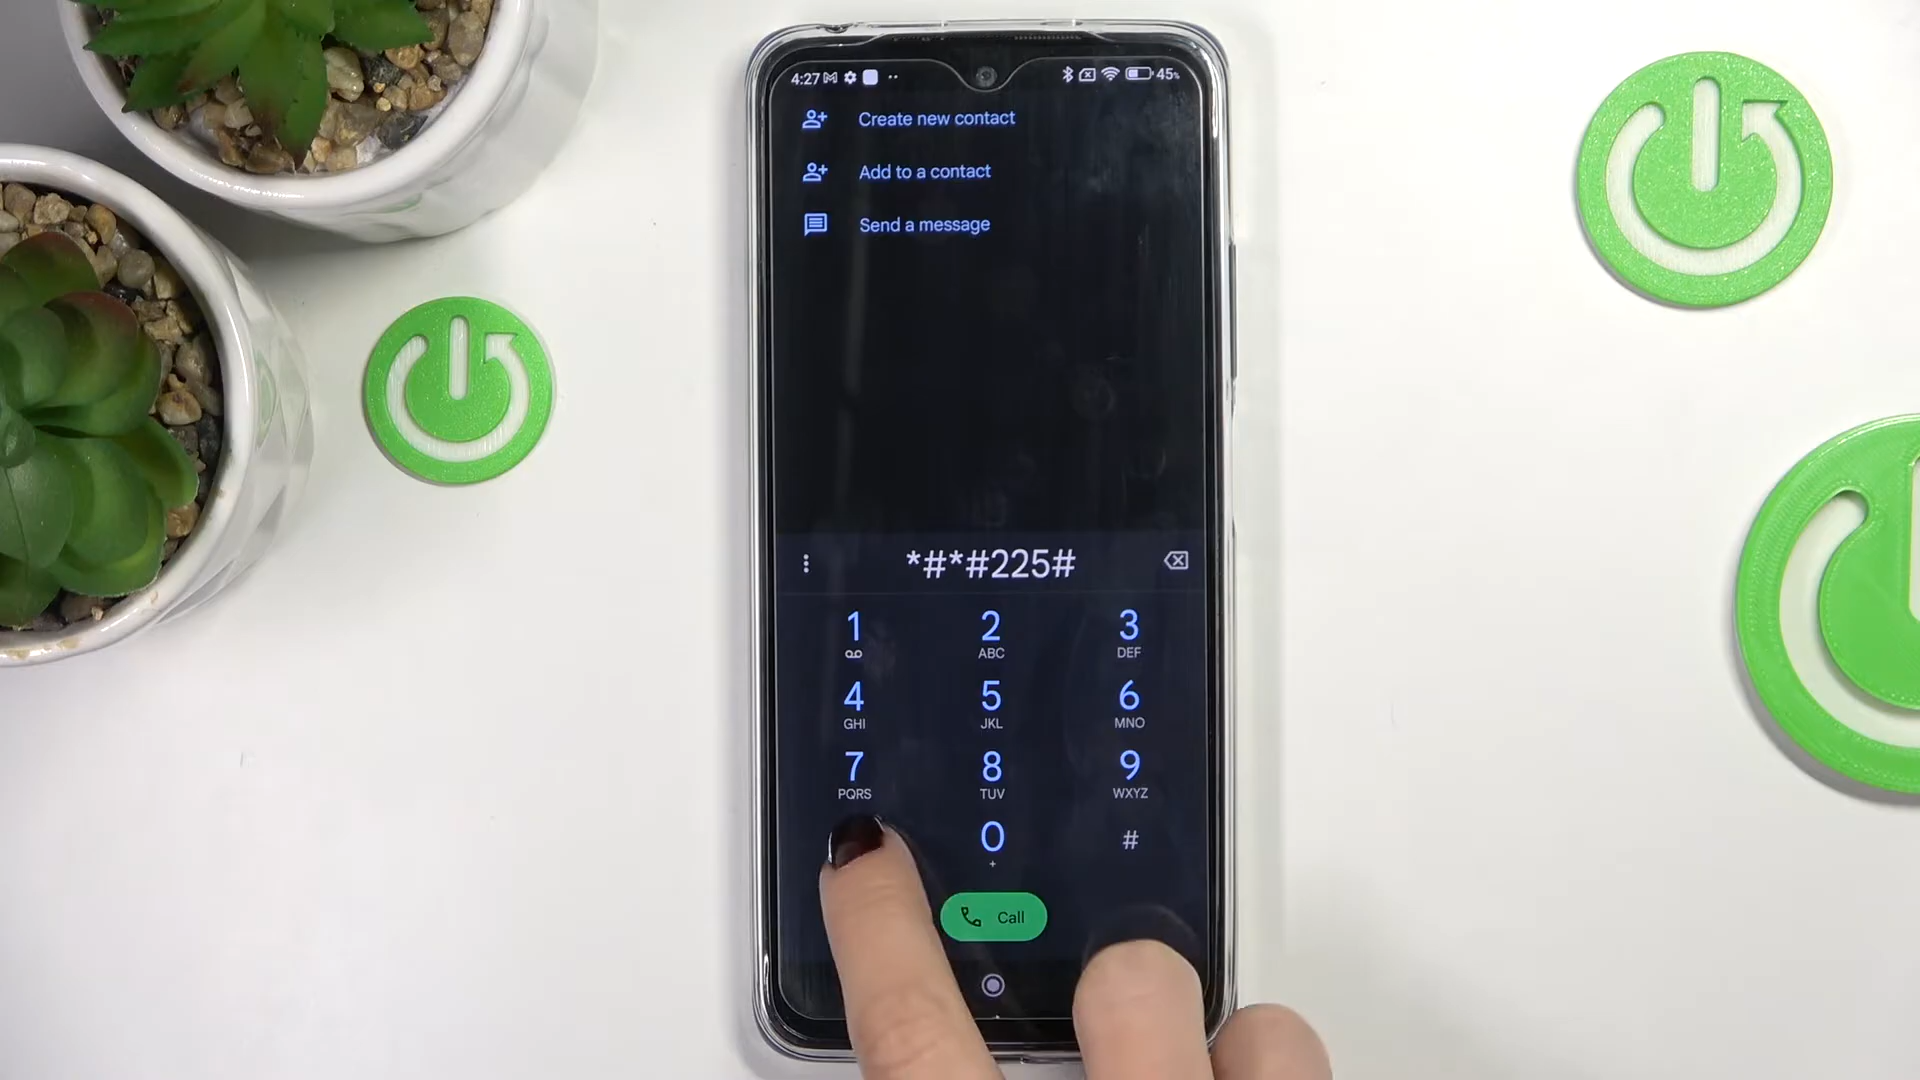 4:27 45%
Create new contact
Add to a contact
Send a message
*#*#225#
1 2 3
ABC DEF
4 5 6
GHI JKL MNO
7 8 9
PQRS TUV WXYZ
0 #
+
Call